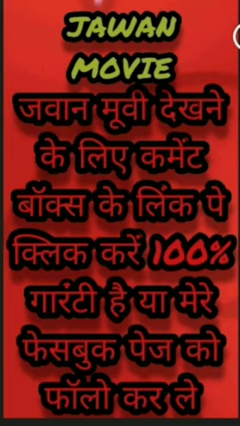 JAWAN
MOVIE
जवान मूवी देखने
के लिए कमेंट
बॉक्स के लिंक पे
क्लिक करें 100%
गारंटी है या मेरे
फेसबुक पेज को
फॉलो कर ले